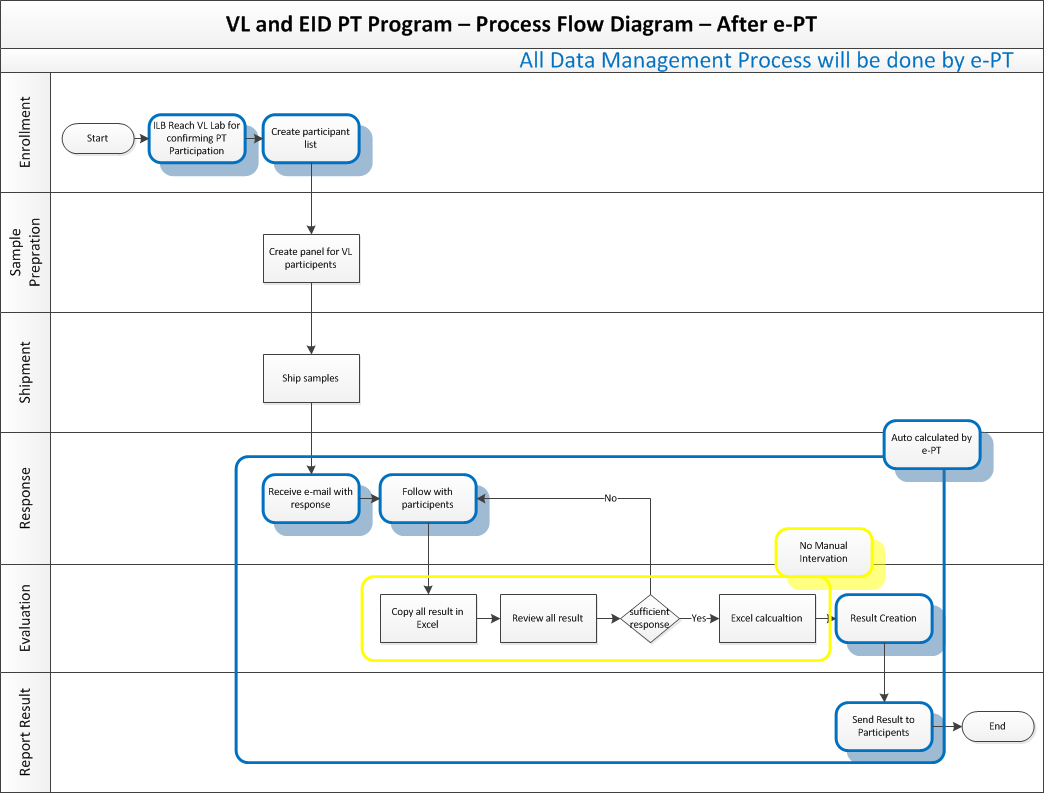 VL and EID PT Program – Process Flow Diagram – After e-PT
All Data Management Process will be done by e-PT
Enrollment
Start
ILB Reach VL Lab for
confirming PT
Participation
Create participant
list
Sample
Prepration
Create panel for VL
participents
Shipment
Ship samples
Response
Auto calculated by
e-PT
Receive e-mail with
response
Follow with
participents
No
No Manual
Intervation
Evaluation
Copy all result in
Excel
Review all result
sufficient
response
Yes
Excel calcualtion
Result Creation
Report Result
Send Result to
Participents
End